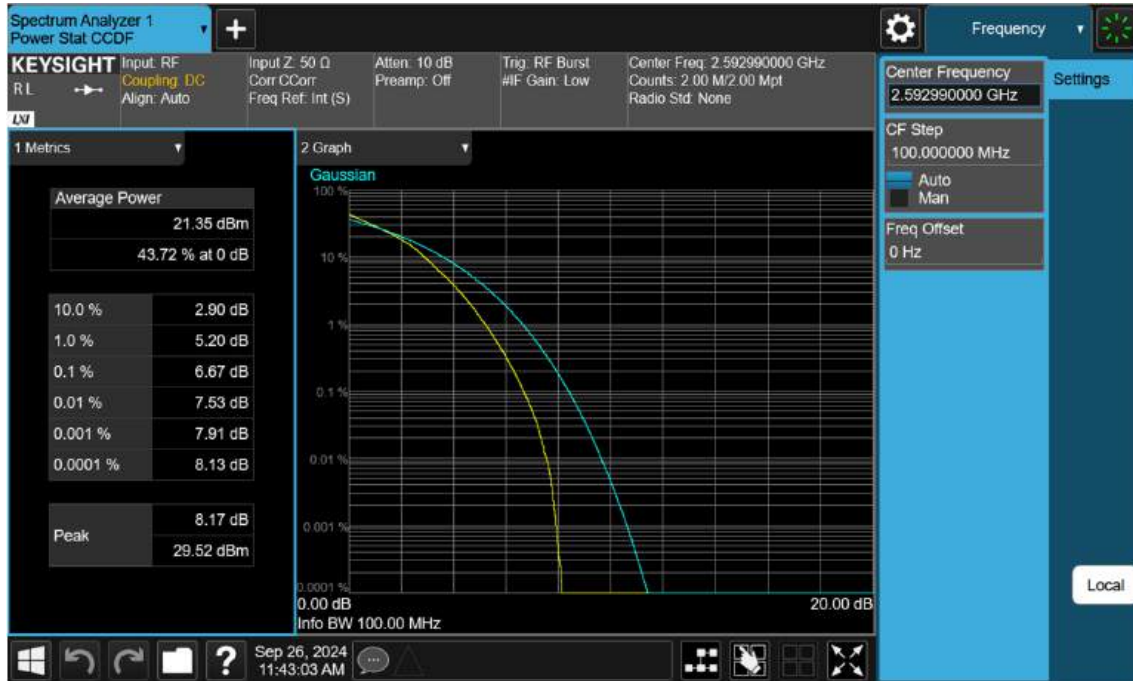 Spectrum Analyzer 1
Power Stat CCDF
Frequency
KEYSIGHT
R L
LXI
Input: RF
Coupling: DC
Align: Auto
Input Z: 50 Ω
Corr CCorr
Freq Ref: Int (S)
Atten: 10 dB
Preamp: Off
Trig: RF Burst
#IF Gain: Low
Center Freq: 2.592990000 GHz
Counts: 2.00 M/2.00 Mpt
Radio Std: None
Center Frequency
2.592990000 GHz
Settings
CF Step
100.000000 MHz
Auto
Man
Freq Offset
0 Hz
1 Metrics
Average Power
21.35 dBm
43.72 % at 0 dB
10.0 % 2.90 dB
1.0 % 5.20 dB
0.1 % 6.67 dB
0.01 % 7.53 dB
0.001 % 7.91 dB
0.0001 % 8.13 dB
Peak
8.17 dB
29.52 dBm
2 Graph
Gaussian
100 %
10 %
1 %
0.1 %
0.01 %
0.001 %
0.0001 %
0.00 dB 20.00 dB
Info BW 100.00 MHz
Local
?
Sep 26, 2024
11:43:03 AM